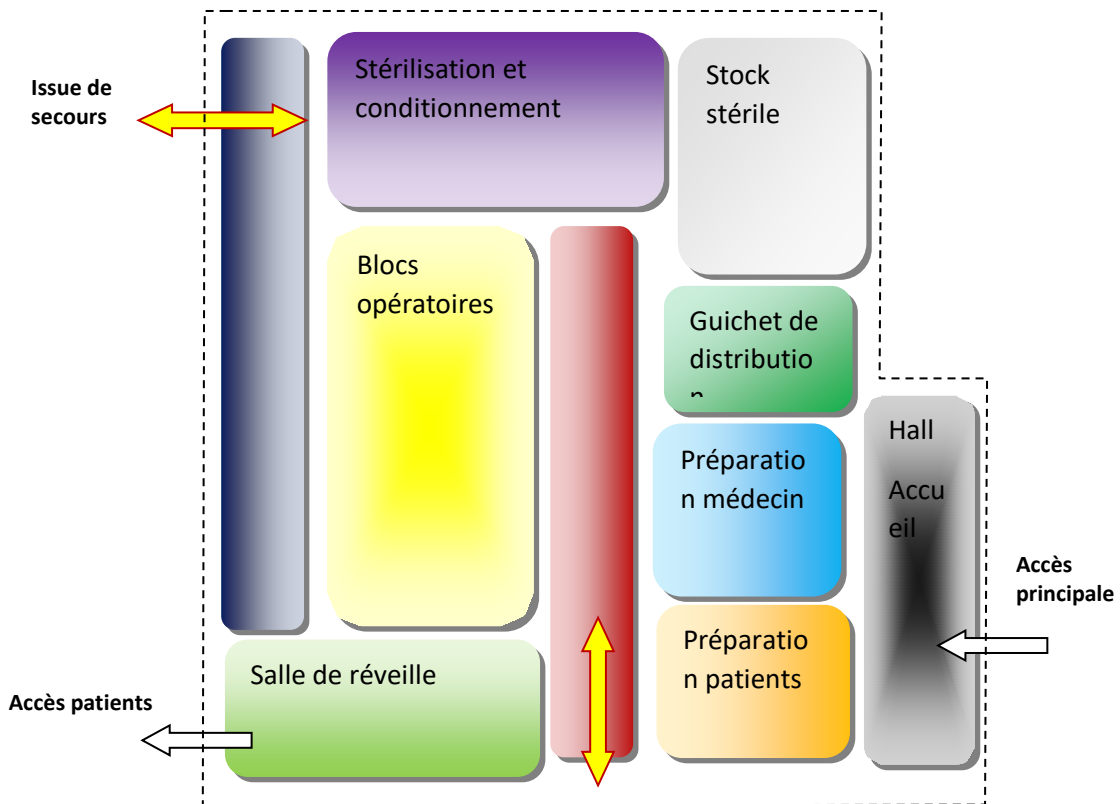 Issue de
secours
Stérilisation et
conditionnement
Stock
stérile
Blocs
opératoires
Guichet de
distributio
n
Préparatio
n médecin
Hall
Accu
eil
Accès
principale
Préparatio
n patients
Salle de réveille
Accès patients